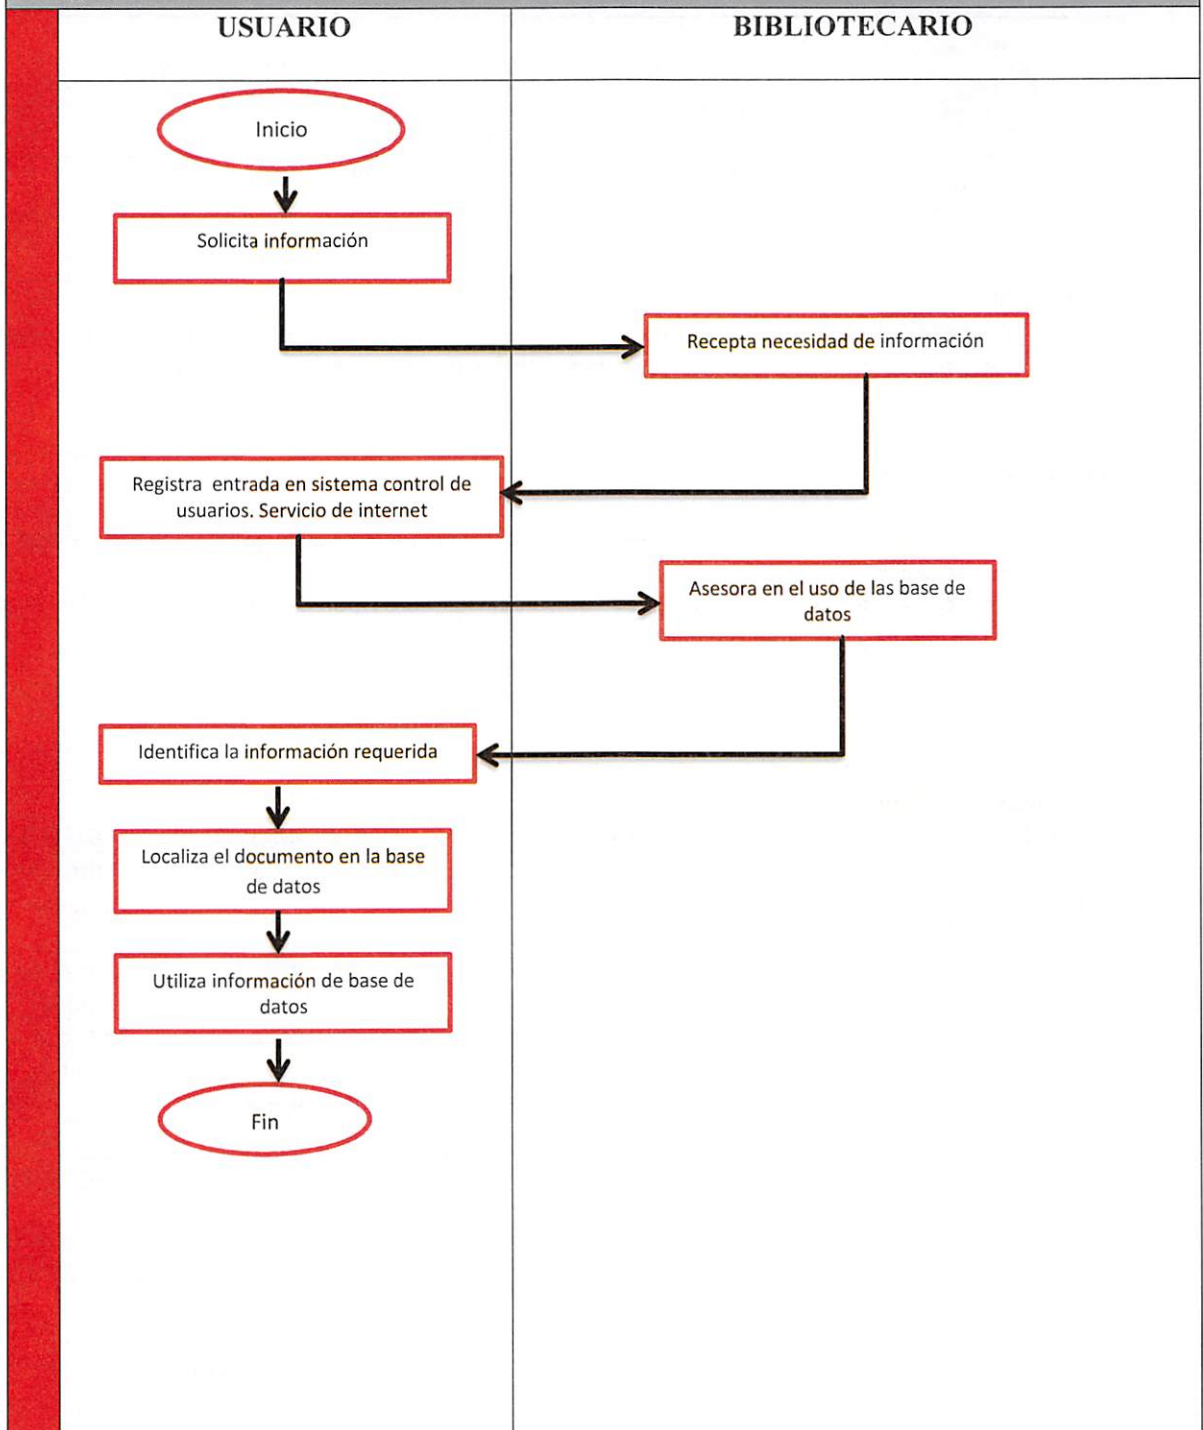 USUARIO
BIBLIOTECARIO
Inicio
Solicita información
Recepta necesidad de información
Registra entrada en sistema control de
usuarios. Servicio de internet
Asesora en el uso de las base de
datos
Identifica la información requerida
Localiza el documento en la base
de datos
Utiliza información de base de
datos
Fin